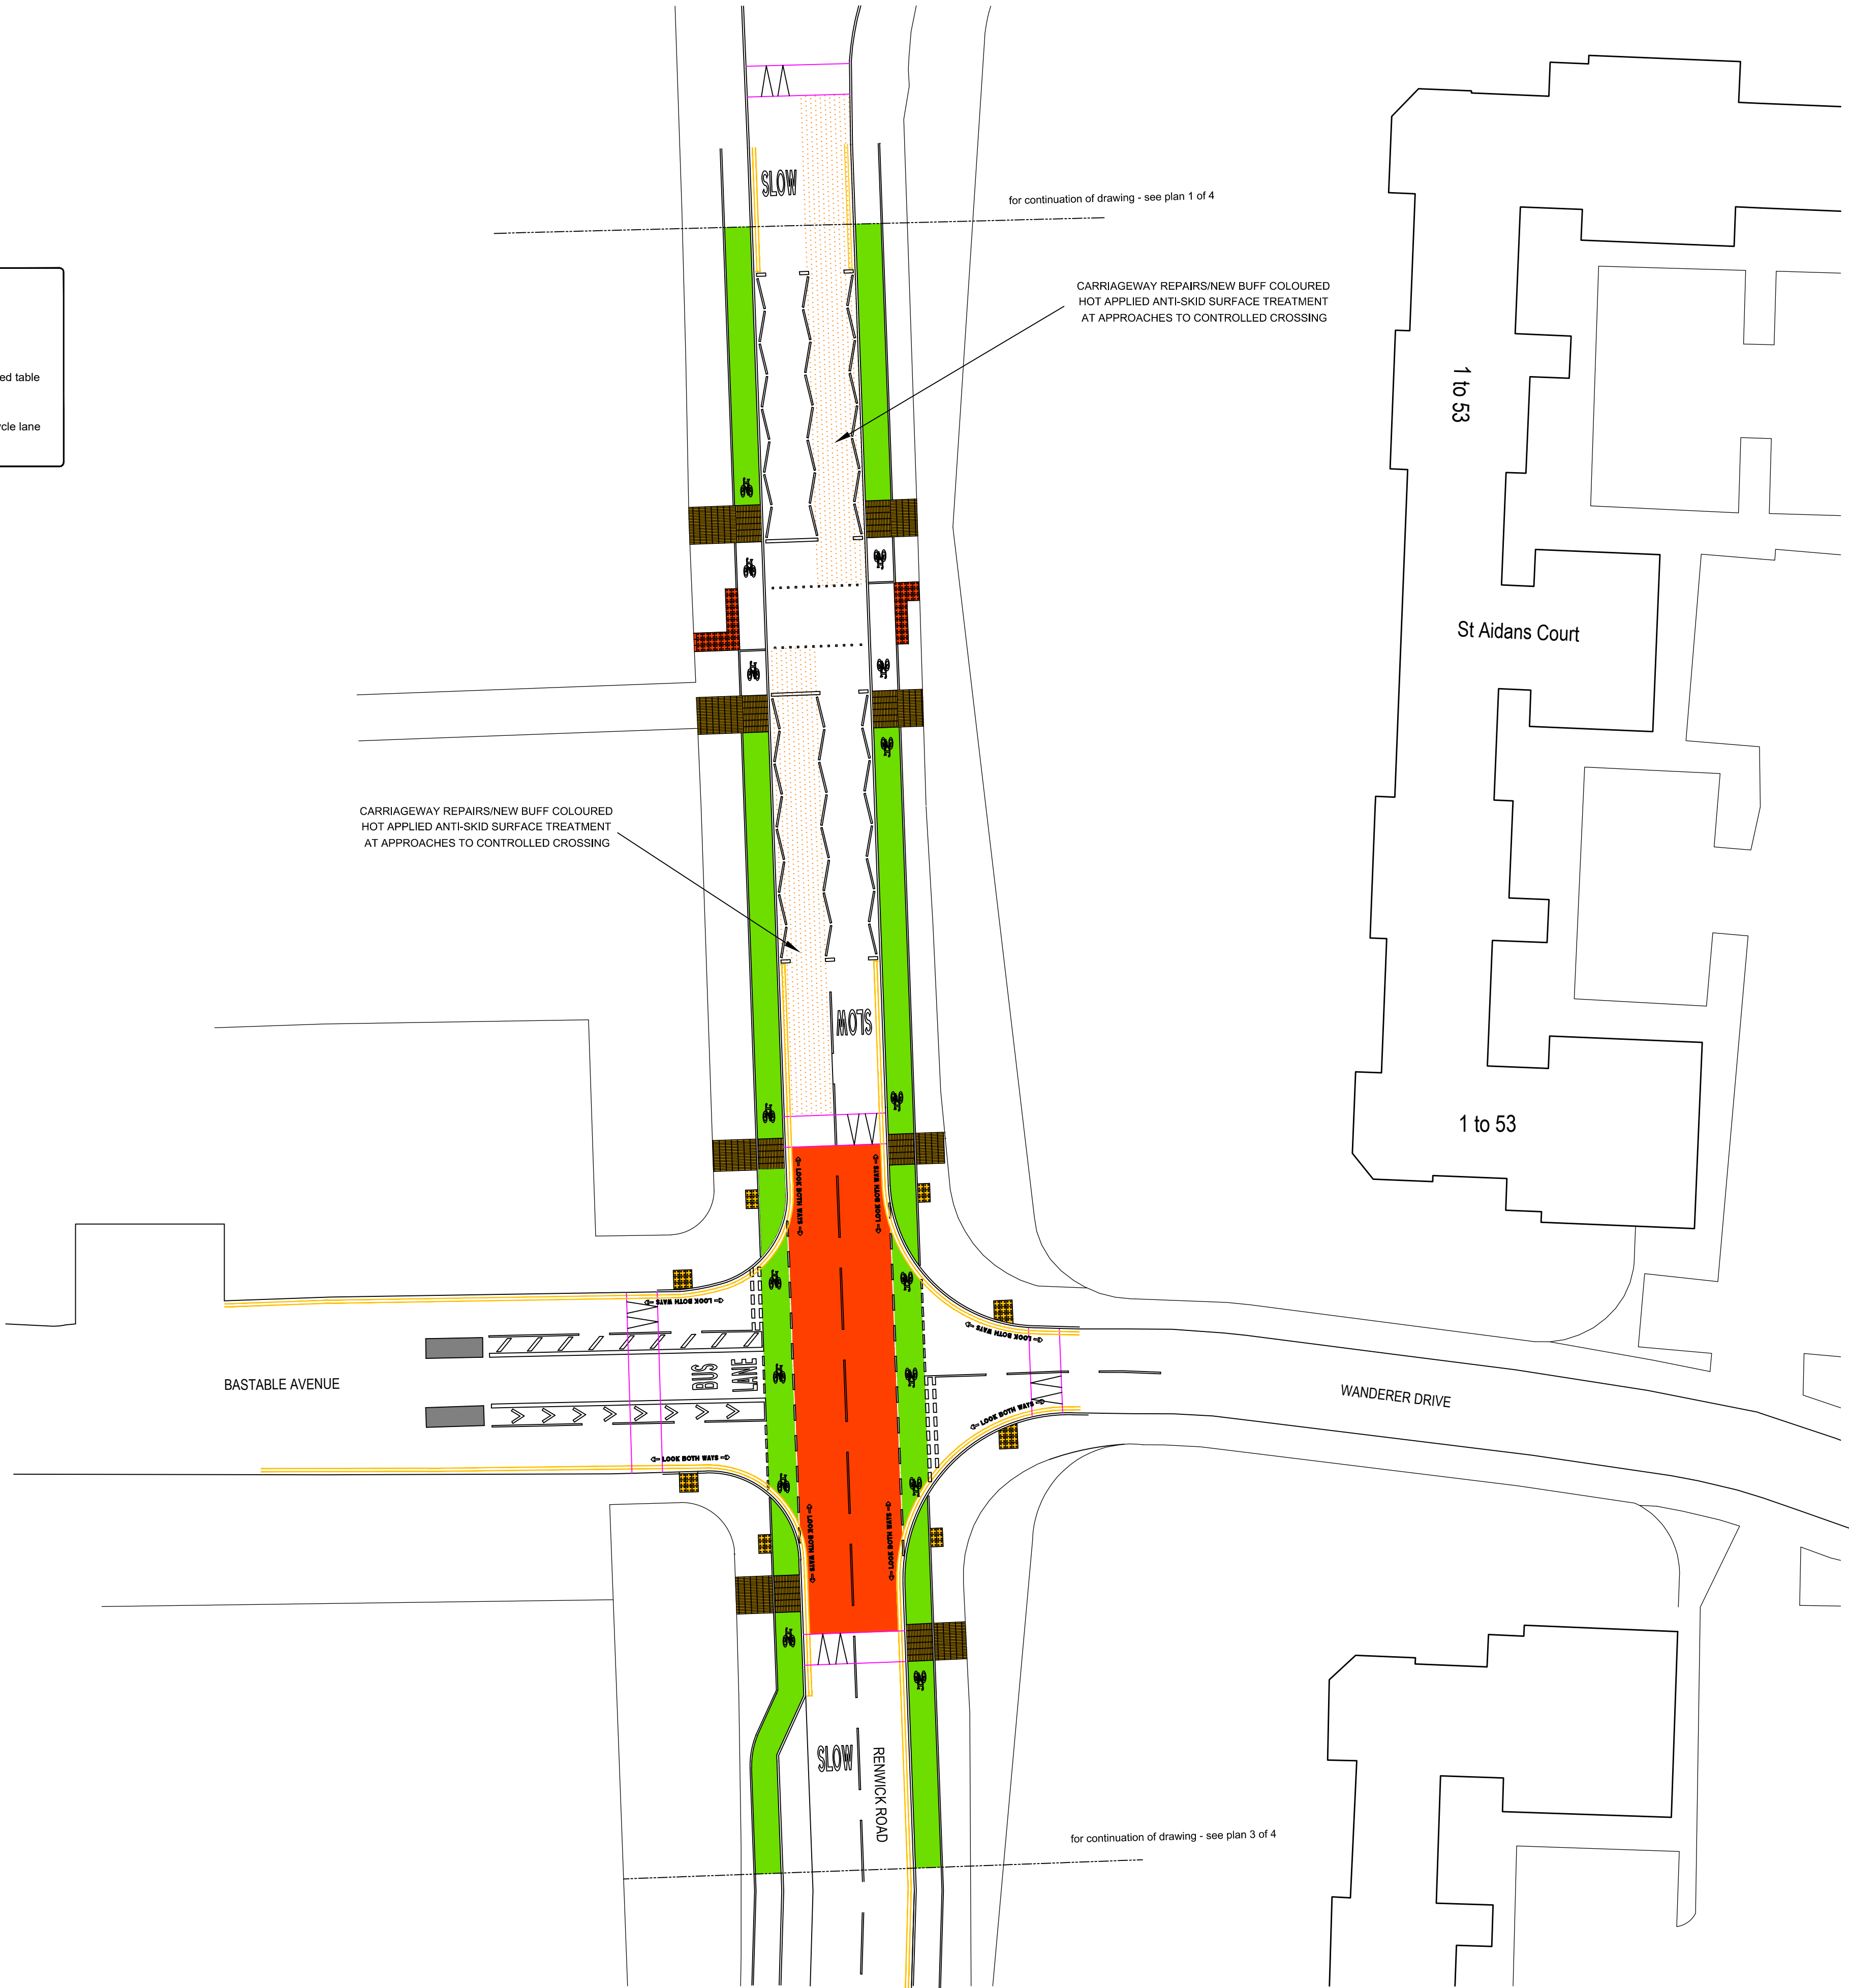 SLOW
for continuation of drawing - see plan 1 of 4
CARRIAGEWAY REPAIRS/NEW BUFF COLOURED
HOT APPLIED ANTI-SKID SURFACE TREATMENT
AT APPROACHES TO CONTROLLED CROSSING
ed table
cle lane
1 to 53
St Aidans Court
CARRIAGEWAY REPAIRS/NEW BUFF COLOURED
HOT APPLIED ANTI-SKID SURFACE TREATMENT
AT APPROACHES TO CONTROLLED CROSSING
SLOW
1 to 53
LOOK BOTH WAYS
LOOK BOTH WAYS
LOOK BOTH WAYS
LOOK BOTH WAYS
BUS
LANE
BASTABLE AVENUE
WANDERER DRIVE
LOOK BOTH WAYS
LOOK BOTH WAYS
LOOK BOTH WAYS
LOOK BOTH WAYS
SLOW
RENWICK ROAD
for continuation of drawing - see plan 3 of 4